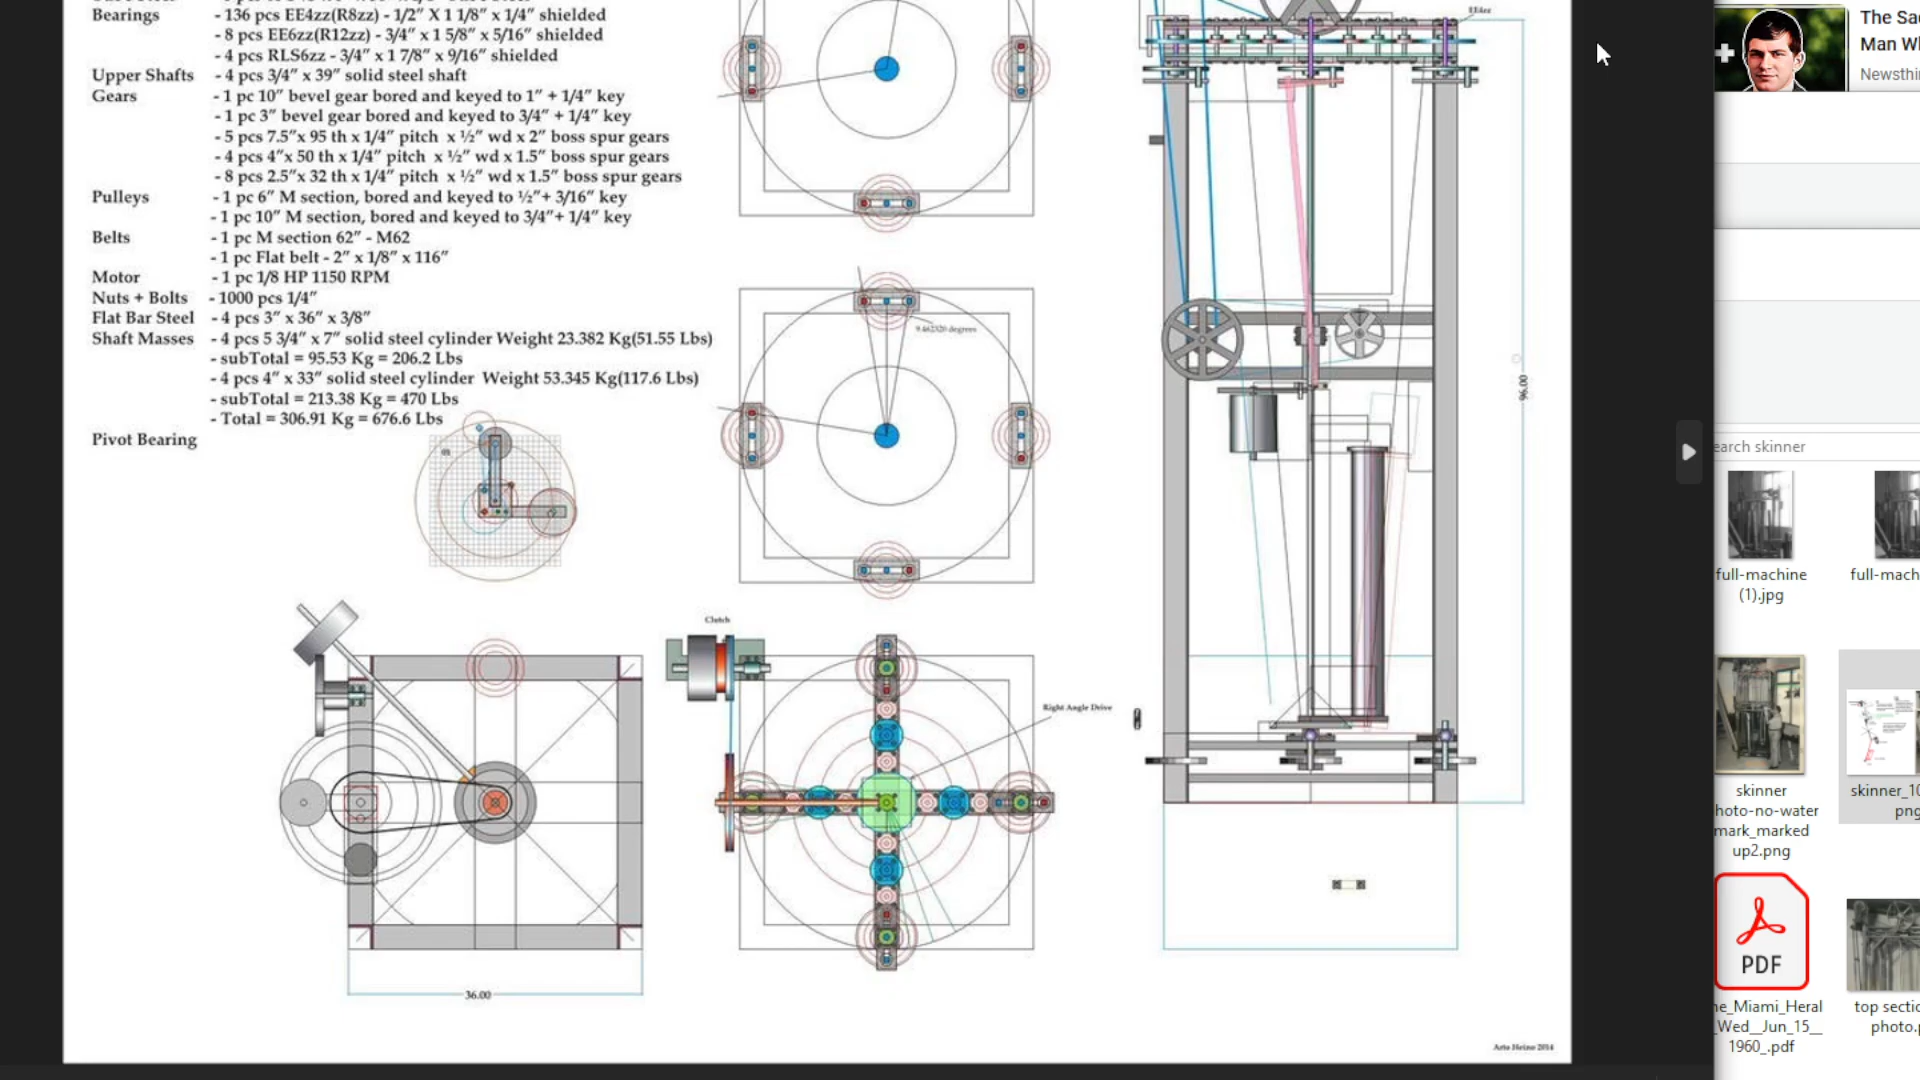 Bearings - 136 pcs EE4zz(R8zz) - 1/2" X 1 1/8" x 1/4" shielded
- 8 pcs EE6zz(R12zz) - 3/4" x 1 5/8" x 5/16" shielded
- 4 pcs RLS6zz - 3/4" x 1 7/8" x 9/16" shielded
Upper Shafts - 4 pcs 3/4" x 39" solid steel shaft
Gears - 1 pc 10" bevel gear bored and keyed to 1" + 1/4" key
- 1 pc 3" bevel gear bored and keyed to 3/4" + 1/4" key
- 5 pcs 7.5"x 95 th x 1/4" pitch x ½" wd x 2" boss spur gears
- 4 pcs 4"x 50 th x 1/4" pitch x ½" wd x 1.5" boss spur gears
- 8 pcs 2.5"x 32 th x 1/4" pitch x ½" wd x 1.5" boss spur gears
Pulleys - 1 pc 6" M section, bored and keyed to ½"+ 3/16" key
- 1 pc 10" M section, bored and keyed to 3/4"+ 1/4" key
Belts - 1 pc M section 62" - M62
- 1 pc Flat belt - 2" x 1/8" x 116"
Motor - 1 pc 1/8 HP 1150 RPM
Nuts + Bolts - 1000 pcs 1/4"
Flat Bar Steel - 4 pcs 3" x 36" x 3/8"
Shaft Masses - 4 pcs 5 3/4" x 7" solid steel cylinder Weight 23.382 Kg(51.55 Lbs)
- subTotal = 95.53 Kg = 206.2 Lbs
- 4 pcs 4" x 33" solid steel cylinder Weight 53.345 Kg(117.6 Lbs)
- subTotal = 213.38 Kg = 470 Lbs
- Total = 306.91 Kg = 676.6 Lbs
Pivot Bearing
EE4zz
9.462320 degrees
96.00
Clutch
Right Angle Drive
36.00
Arto Heino 2014
The Sa
Man W
Newsthi
earch skinner
full-machine
(1).jpg
full-mach
skinner
hoto-no-water
mark_marked
up2.png
skinner_10
png
PDF
he_Miami_Heral
_Wed__Jun_15__
1960_.pdf
top sectio
photo.p